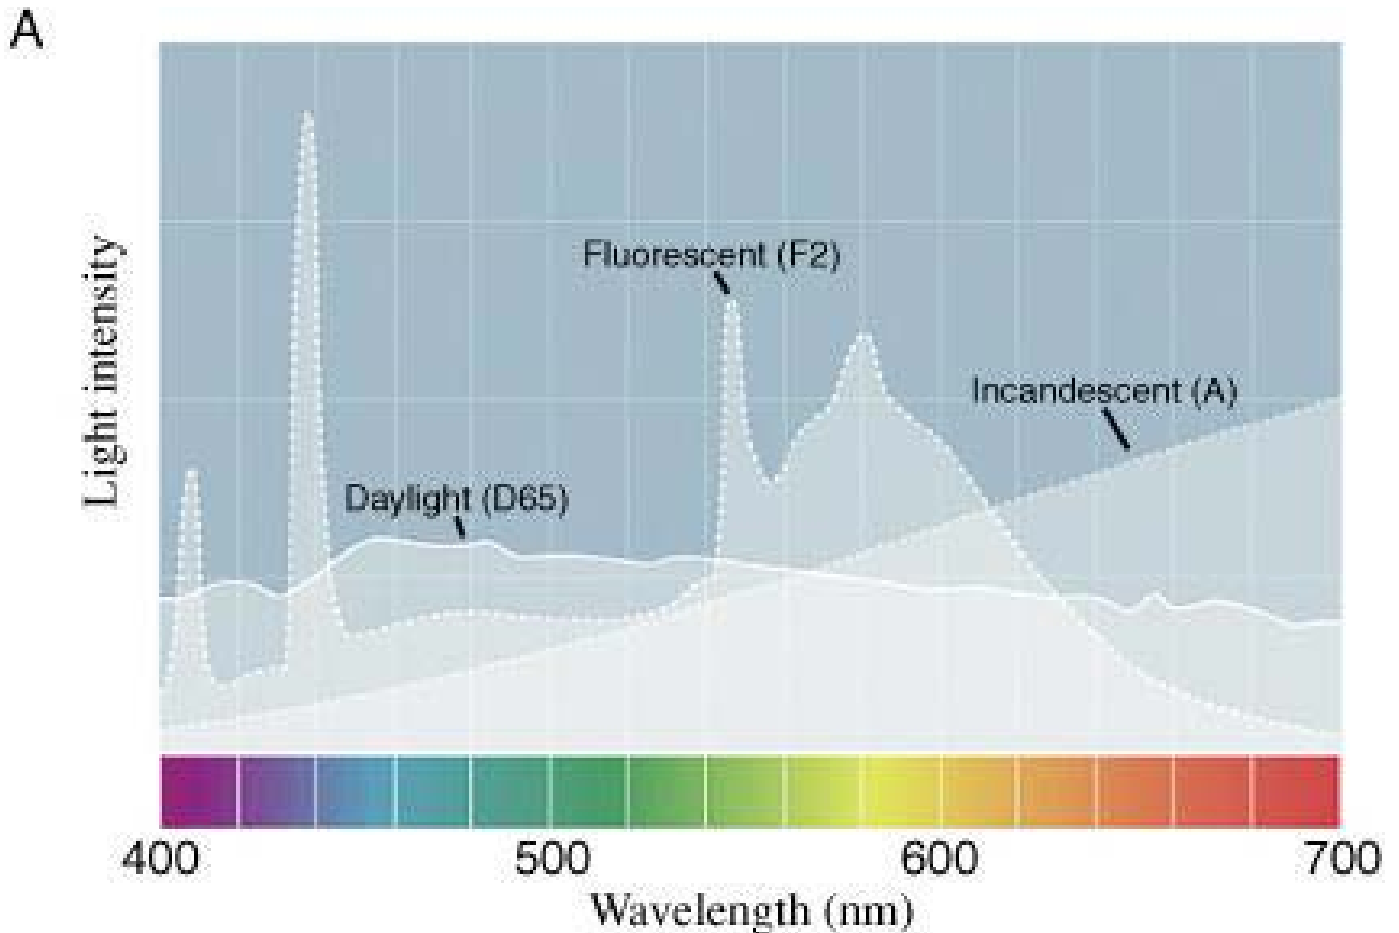 A
Fluorescent (F2)
Incandescent (A)
Daylight (D65)
Light intensity
400 500 600 700
Wavelength (nm)